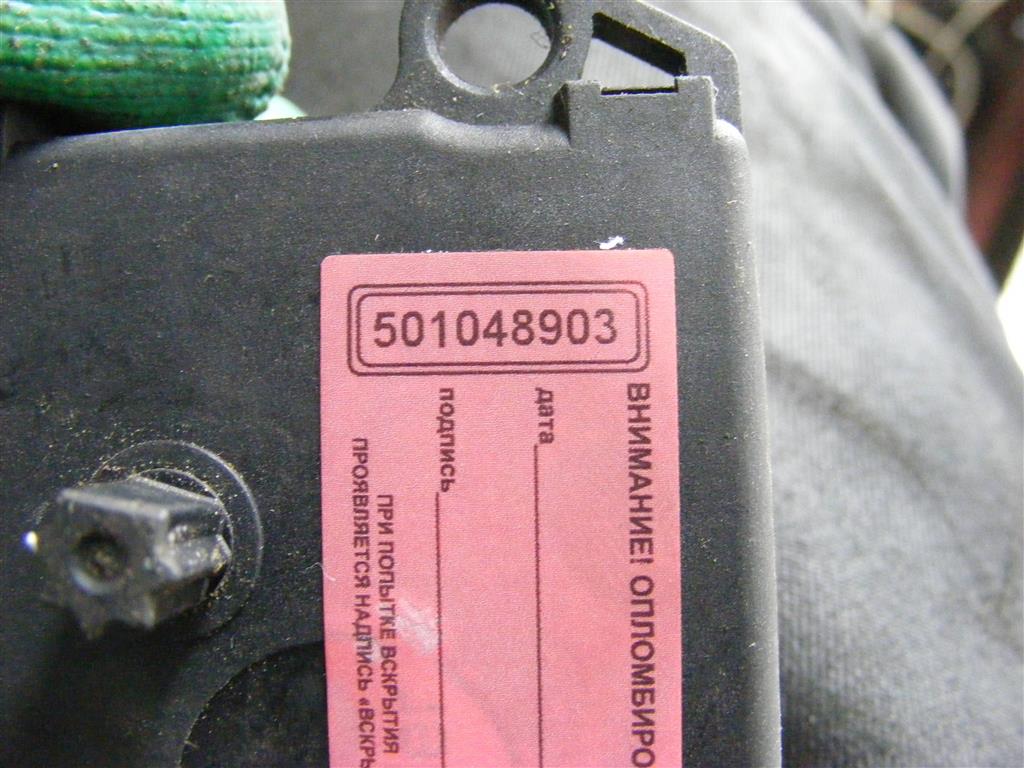 501048903
ВНИМАНИЕ! ОПЛОМБИРО
дата
подпись
ПРИ ПОПЫТКЕ ВСКРЫТИЯ
ПРОЯВЛЯЕТСЯ НАДПИСЬ «ВСКРЫ